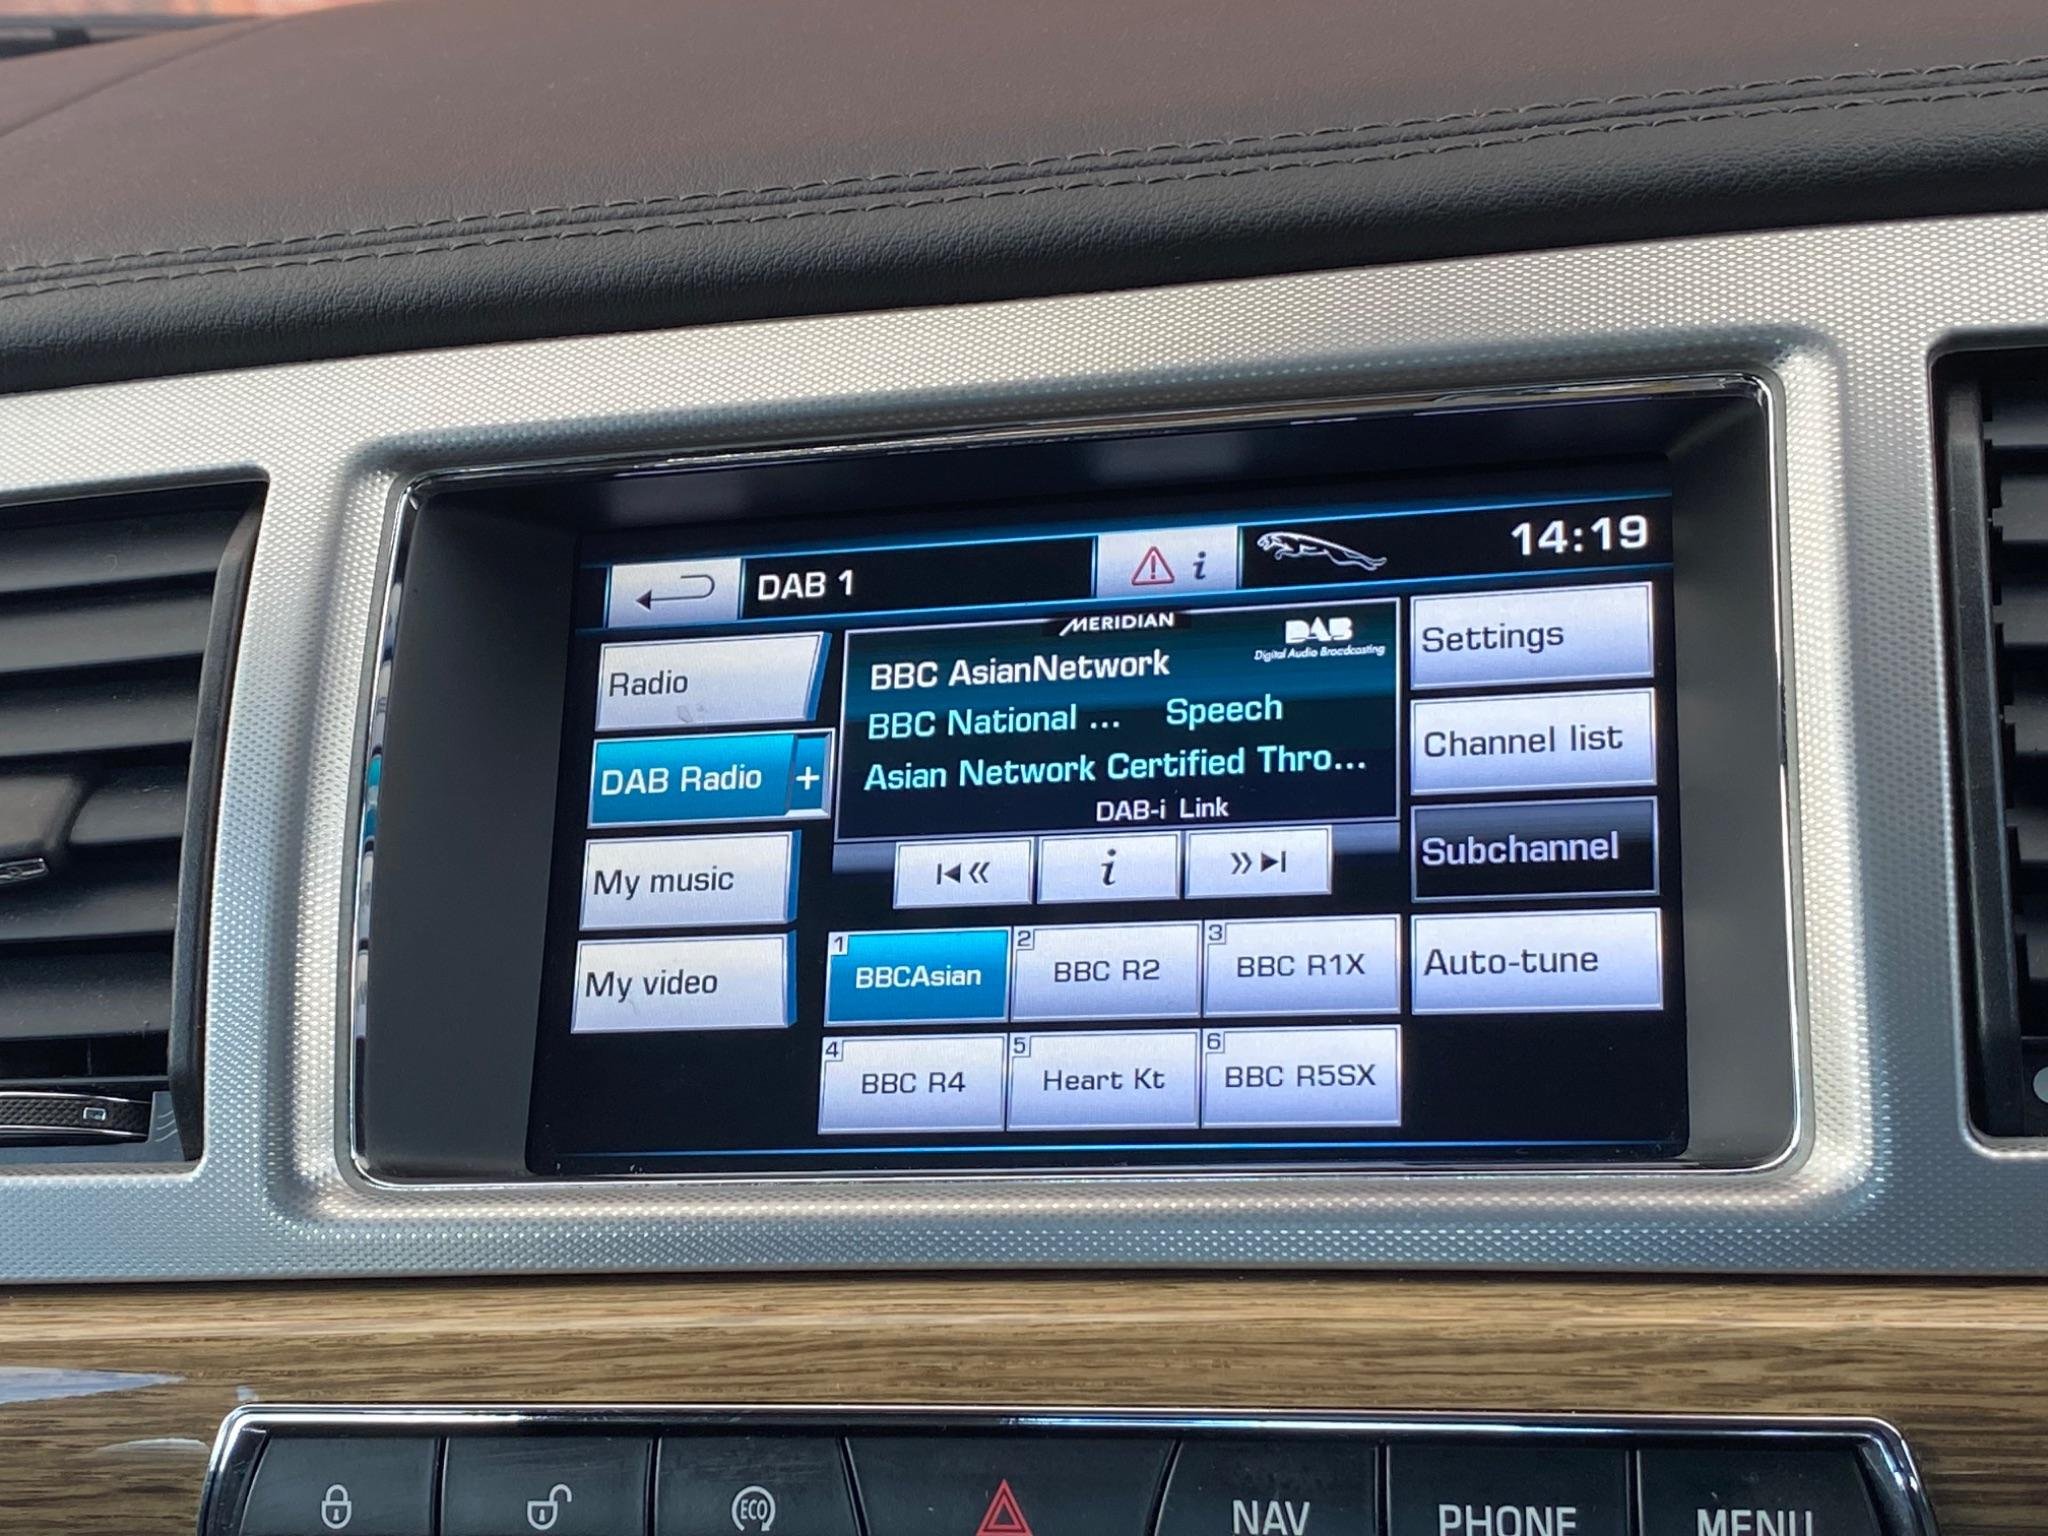 DAB 1
i
14:19
Radio
DAB Radio +
My music
My video
MERIDIAN
DAB
Digital Audio Broadcasting
BBC AsianNetwork
BBC National ... Speech
Asian Network Certified Thro...
DAB-i Link
i
Settings
Channel list
Subchannel
Auto-tune
1 BBCAsian
2 BBC R2
3 BBC R1X
4 BBC R4
5 Heart Kt
6 BBC R5SX
ECO
NAV
PHONE
MENU